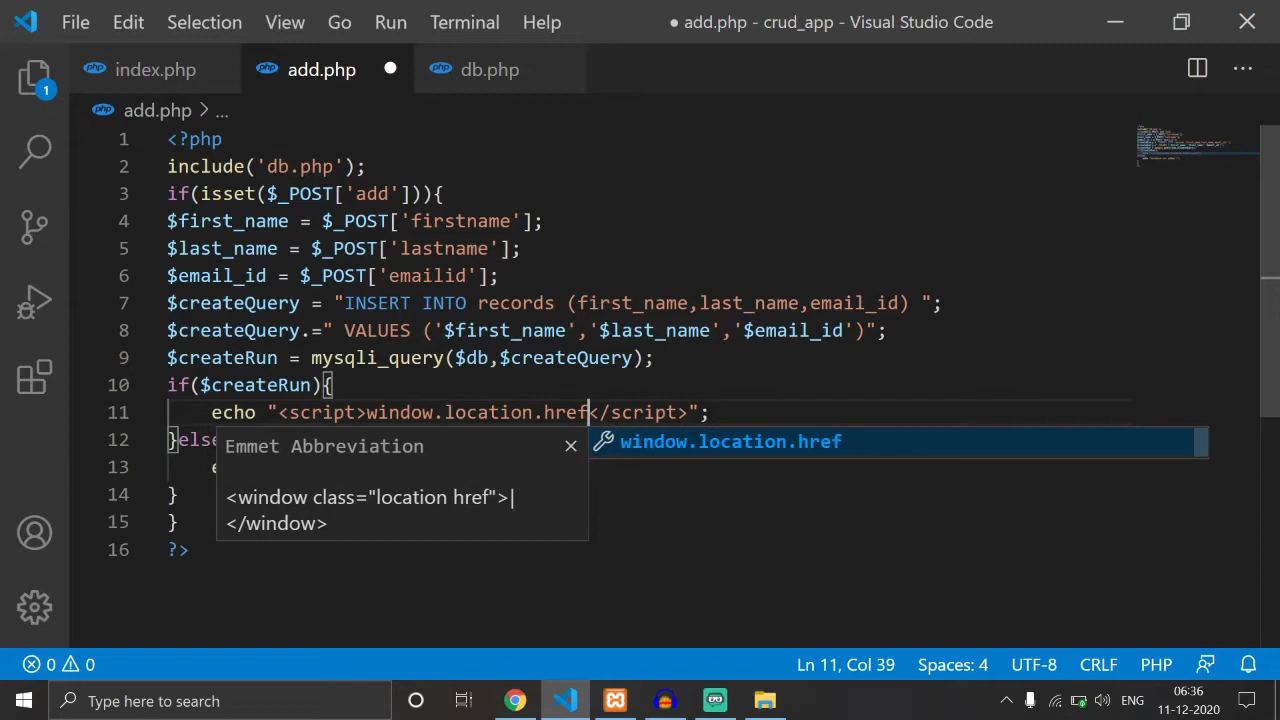 File Edit Selection View Go Run Terminal Help ● add.php - crud_app - Visual Studio Code
php index.php php add.php ● php db.php
1
php add.php > ...
1 <?php
2 include('db.php');
3 if(isset($_POST['add'])){
4 $first_name = $_POST['firstname'];
5 $last_name = $_POST['lastname'];
6 $email_id = $_POST['emailid'];
7 $createQuery = "INSERT INTO records (first_name,last_name,email_id) ";
8 $createQuery.=" VALUES ('$first_name','$last_name','$email_id')";
9 $createRun = mysqli_query($db,$createQuery);
10 if($createRun){
11 echo "<script>window.location.href</script>";
12 }else
Emmet Abbreviation
window.location.href
13 e
<window class="location href">|
</window>
14 }
15 }
16 ?>
0 0 Ln 11, Col 39 Spaces: 4 UTF-8 CRLF PHP
Type here to search ENG 06:36
11-12-2020